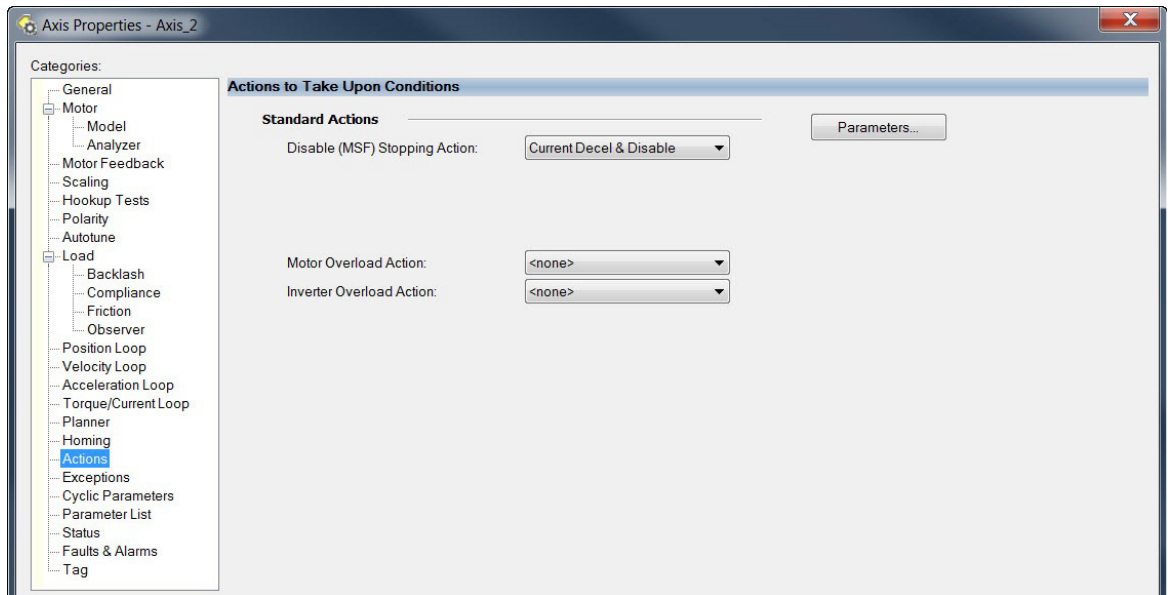 Axis Properties - Axis_2
X
Categories:
General
Motor
Model
Analyzer
Motor Feedback
Scaling
Hookup Tests
Polarity
Autotune
Load
Backlash
Compliance
Friction
Observer
Position Loop
Velocity Loop
Acceleration Loop
Torque/Current Loop
Planner
Homing
Actions
Exceptions
Cyclic Parameters
Parameter List
Status
Faults & Alarms
Tag
Actions to Take Upon Conditions
Standard Actions
Parameters...
Disable (MSF) Stopping Action: Current Decel & Disable
Motor Overload Action: <none>
Inverter Overload Action: <none>